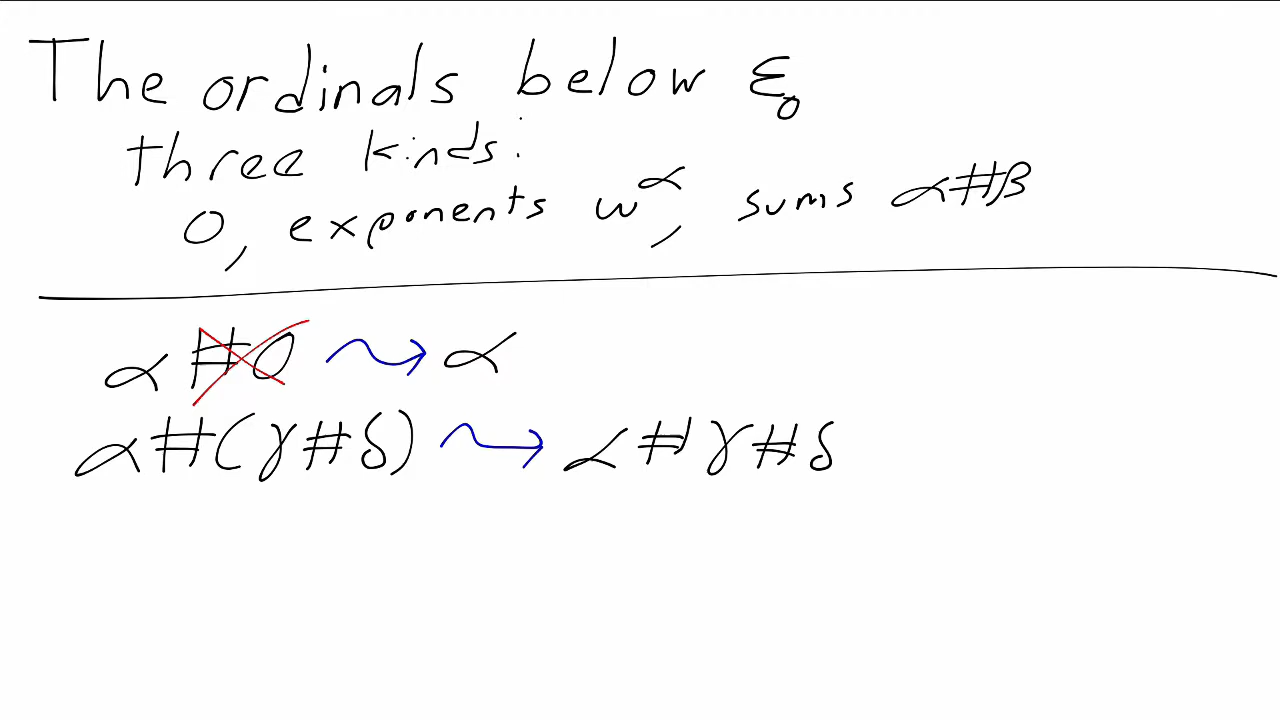 The ordinals below ε₀
three kinds:
0, exponents ω^α, sums α#β
α #0 ⇝ α
α#(γ#δ) ⇝ α#γ#δ